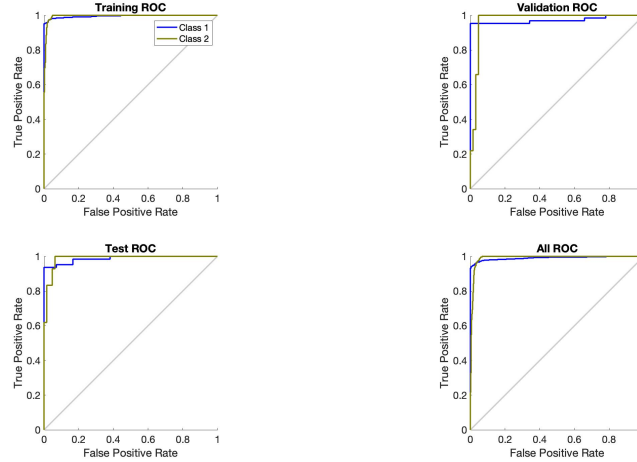 Training ROC
1
0.8
0.6
0.4
0.2
0
True Positive Rate
Class 1
Class 2
0 0.2 0.4 0.6 0.8 1
False Positive Rate
Validation ROC
1
0.8
0.6
0.4
0.2
0
True Positive Rate
0 0.2 0.4 0.6 0.8
False Positive Rate
Test ROC
1
0.8
0.6
0.4
0.2
0
True Positive Rate
0 0.2 0.4 0.6 0.8 1
False Positive Rate
All ROC
1
0.8
0.6
0.4
0.2
0
True Positive Rate
0 0.2 0.4 0.6 0.8
False Positive Rate